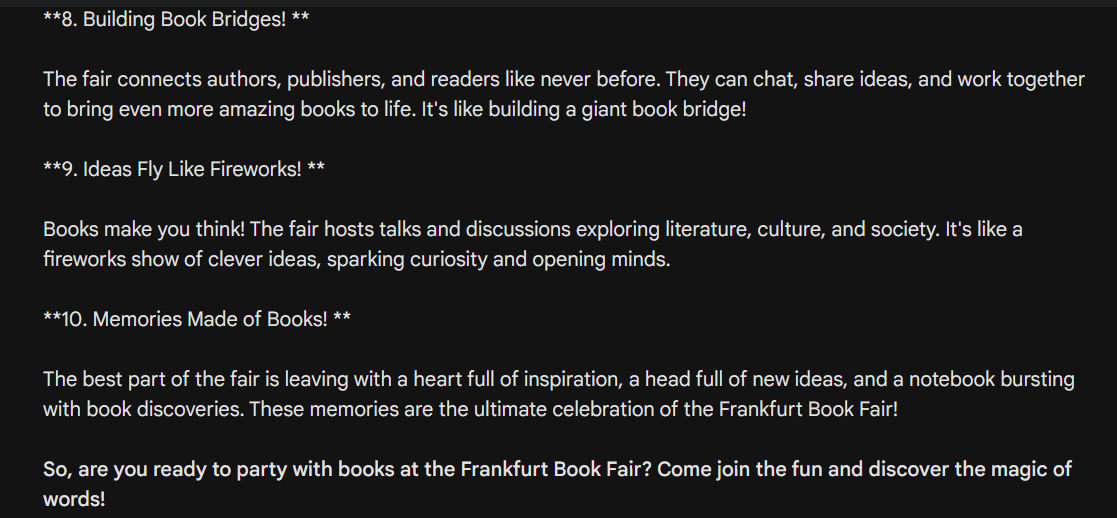 **8. Building Book Bridges! **
The fair connects authors, publishers, and readers like never before. They can chat, share ideas, and work together
to bring even more amazing books to life. It's like building a giant book bridge!
**9. Ideas Fly Like Fireworks! **
Books make you think! The fair hosts talks and discussions exploring literature, culture, and society. It's like a
fireworks show of clever ideas, sparking curiosity and opening minds.
**10. Memories Made of Books! **
The best part of the fair is leaving with a heart full of inspiration, a head full of new ideas, and a notebook bursting
with book discoveries. These memories are the ultimate celebration of the Frankfurt Book Fair!
So, are you ready to party with books at the Frankfurt Book Fair? Come join the fun and discover the magic of
words!